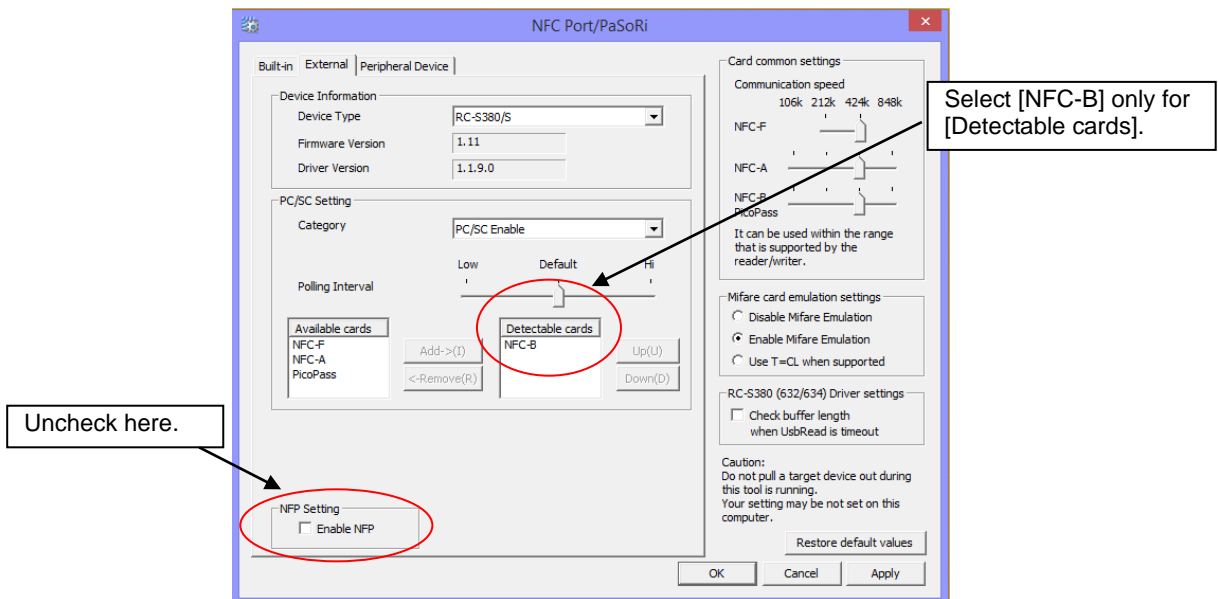 NFC Port/PaSoRi
Built-in External Peripheral Device
Device Information
Device Type RC-S380/S
Firmware Version 1.11
Driver Version 1.1.9.0
PC/SC Setting
Category PC/SC Enable
Low Default Hi
Polling Interval
Available cards
NFC-F
NFC-A
PicoPass
Add->(I)
<-Remove(R)
Detectable cards
NFC-B
Up(U)
Down(D)
NFP Setting
Enable NFP
Card common settings
Communication speed
106k 212k 424k 848k
NFC-F
NFC-A
NFC-B
PicoPass
It can be used within the range
that is supported by the
reader/writer.
Mifare card emulation settings
Disable Mifare Emulation
Enable Mifare Emulation
Use T=CL when supported
RC-S380 (632/634) Driver settings
Check buffer length
when UsbRead is timeout
Caution:
Do not pull a target device out during
this tool is running.
Your setting may be not set on this
computer.
Restore default values
OK Cancel Apply
Select [NFC-B] only for
[Detectable cards].
Uncheck here.